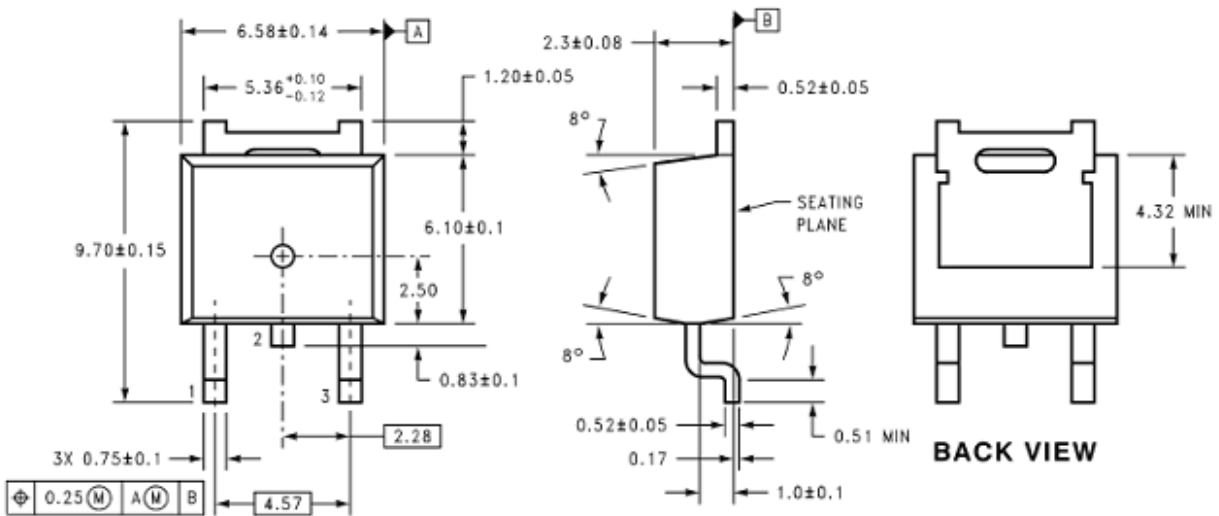 6.58±0.14
A
5.36 +0.10 -0.12
1.20±0.05
9.70±0.15
6.10±0.1
2.50
2
0.83±0.1
1
3
2.28
3X 0.75±0.1
⌖ 0.25Ⓜ AⓂ B
4.57
B
2.3±0.08
0.52±0.05
8°
SEATING
PLANE
8°
8°
0.52±0.05
0.51 MIN
0.17
1.0±0.1
4.32 MIN
BACK VIEW